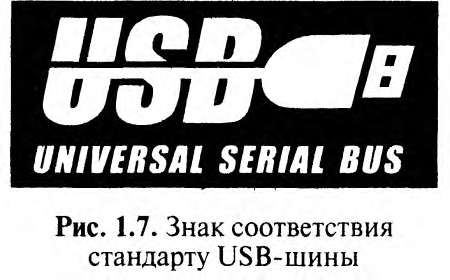 USB
UNIVERSAL SERIAL BUS
Рис. 1.7. Знак соответствия
стандарту USB-шины